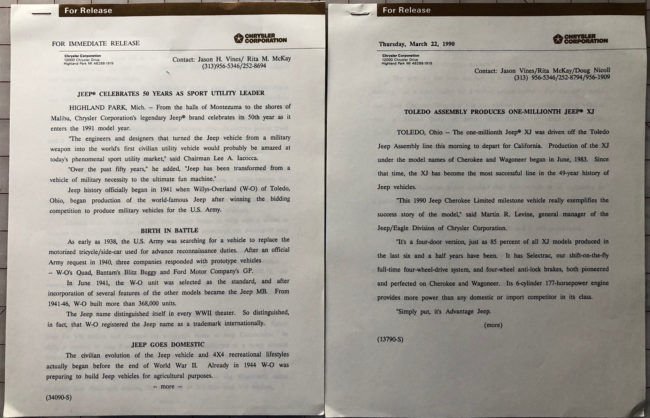 For Release
CHRYSLER
CORPORATION
FOR IMMEDIATE RELEASE
Chrysler Corporation
12000 Chrysler Drive
Highland Park MI 48288-1919
Contact: Jason H. Vines/ Rita M. McKay
(313)956-5346/252-8694
JEEP® CELEBRATES 50 YEARS AS SPORT UTILITY LEADER
HIGHLAND PARK, Mich. -- From the halls of Montezuma to the shores of
Malibu, Chrysler Corporation's legendary Jeep® brand celebrates its 50th year as it
enters the 1991 model year.
"The engineers and designers that turned the Jeep vehicle from a military
weapon into the world's first civilian utility vehicle would probably be amazed at
today's phenomenal sport utility market," said Chairman Lee A. Iacocca.
"Over the past fifty years," he added, "Jeep has been transformed from a
vehicle of military necessity to the ultimate fun machine."
Jeep history officially began in 1941 when Willys-Overland (W-O) of Toledo,
Ohio, began production of the world-famous Jeep after winning the bidding
competition to produce military vehicles for the U.S. Army.
BIRTH IN BATTLE
As early as 1938, the U.S. Army was searching for a vehicle to replace the
motorized tricycle/side-car used for advance reconnaissance duties. After an official
Army request in 1940, three companies responded with prototype vehicles
-- W-O's Quad, Bantam's Blitz Buggy and Ford Motor Company's GP.
In June 1941, the W-O unit was selected as the standard, and after
incorporation of several features of the other models became the Jeep MB. From
1941-46, W-O built more than 368,000 units.
The Jeep name distinguished itself in every WWII theater. So distinguished,
in fact, that W-O registered the Jeep name as a trademark internationally.
JEEP GOES DOMESTIC
The civilian evolution of the Jeep vehicle and 4X4 recreational lifestyles
actually began before the end of World War II. Already in 1944 W-O was
preparing to build Jeep vehicles for agricultural purposes.
-- more --
(34090-S)
For Release
CHRYSLER
CORPORATION
Thursday, March 22, 1990
Chrysler Corporation
12000 Chrysler Drive
Highland Park MI 48288-1919
Contact: Jason Vines/Rita McKay/Doug Nicoll
(313) 956-5346/252-8794/956-1909
TOLEDO ASSEMBLY PRODUCES ONE-MILLIONTH JEEP® XJ
TOLEDO, Ohio -- The one-millionth Jeep® XJ was driven off the Toledo
Jeep Assembly line this morning to depart for California. Production of the XJ
under the model names of Cherokee and Wagoneer began in June, 1983. Since
that time, the XJ has become the most successful line in the 49-year history of
Jeep vehicles.
"This 1990 Jeep Cherokee Limited milestone vehicle really exemplifies the
success story of the model," said Martin R. Levine, general manager of the
Jeep/Eagle Division of Chrysler Corporation.
"It's a four-door version, just as 85 percent of all XJ models produced in
the last six and a half years have been. It has Selectrac, our shift-on-the-fly
full-time four-wheel-drive system, and four-wheel anti-lock brakes, both pioneered
and perfected on Cherokee and Wagoneer. Its 6-cylinder 177-horsepower engine
provides more power than any domestic or import competitor in its class.
"Simply put, it's Advantage Jeep.
(more)
(13790-S)